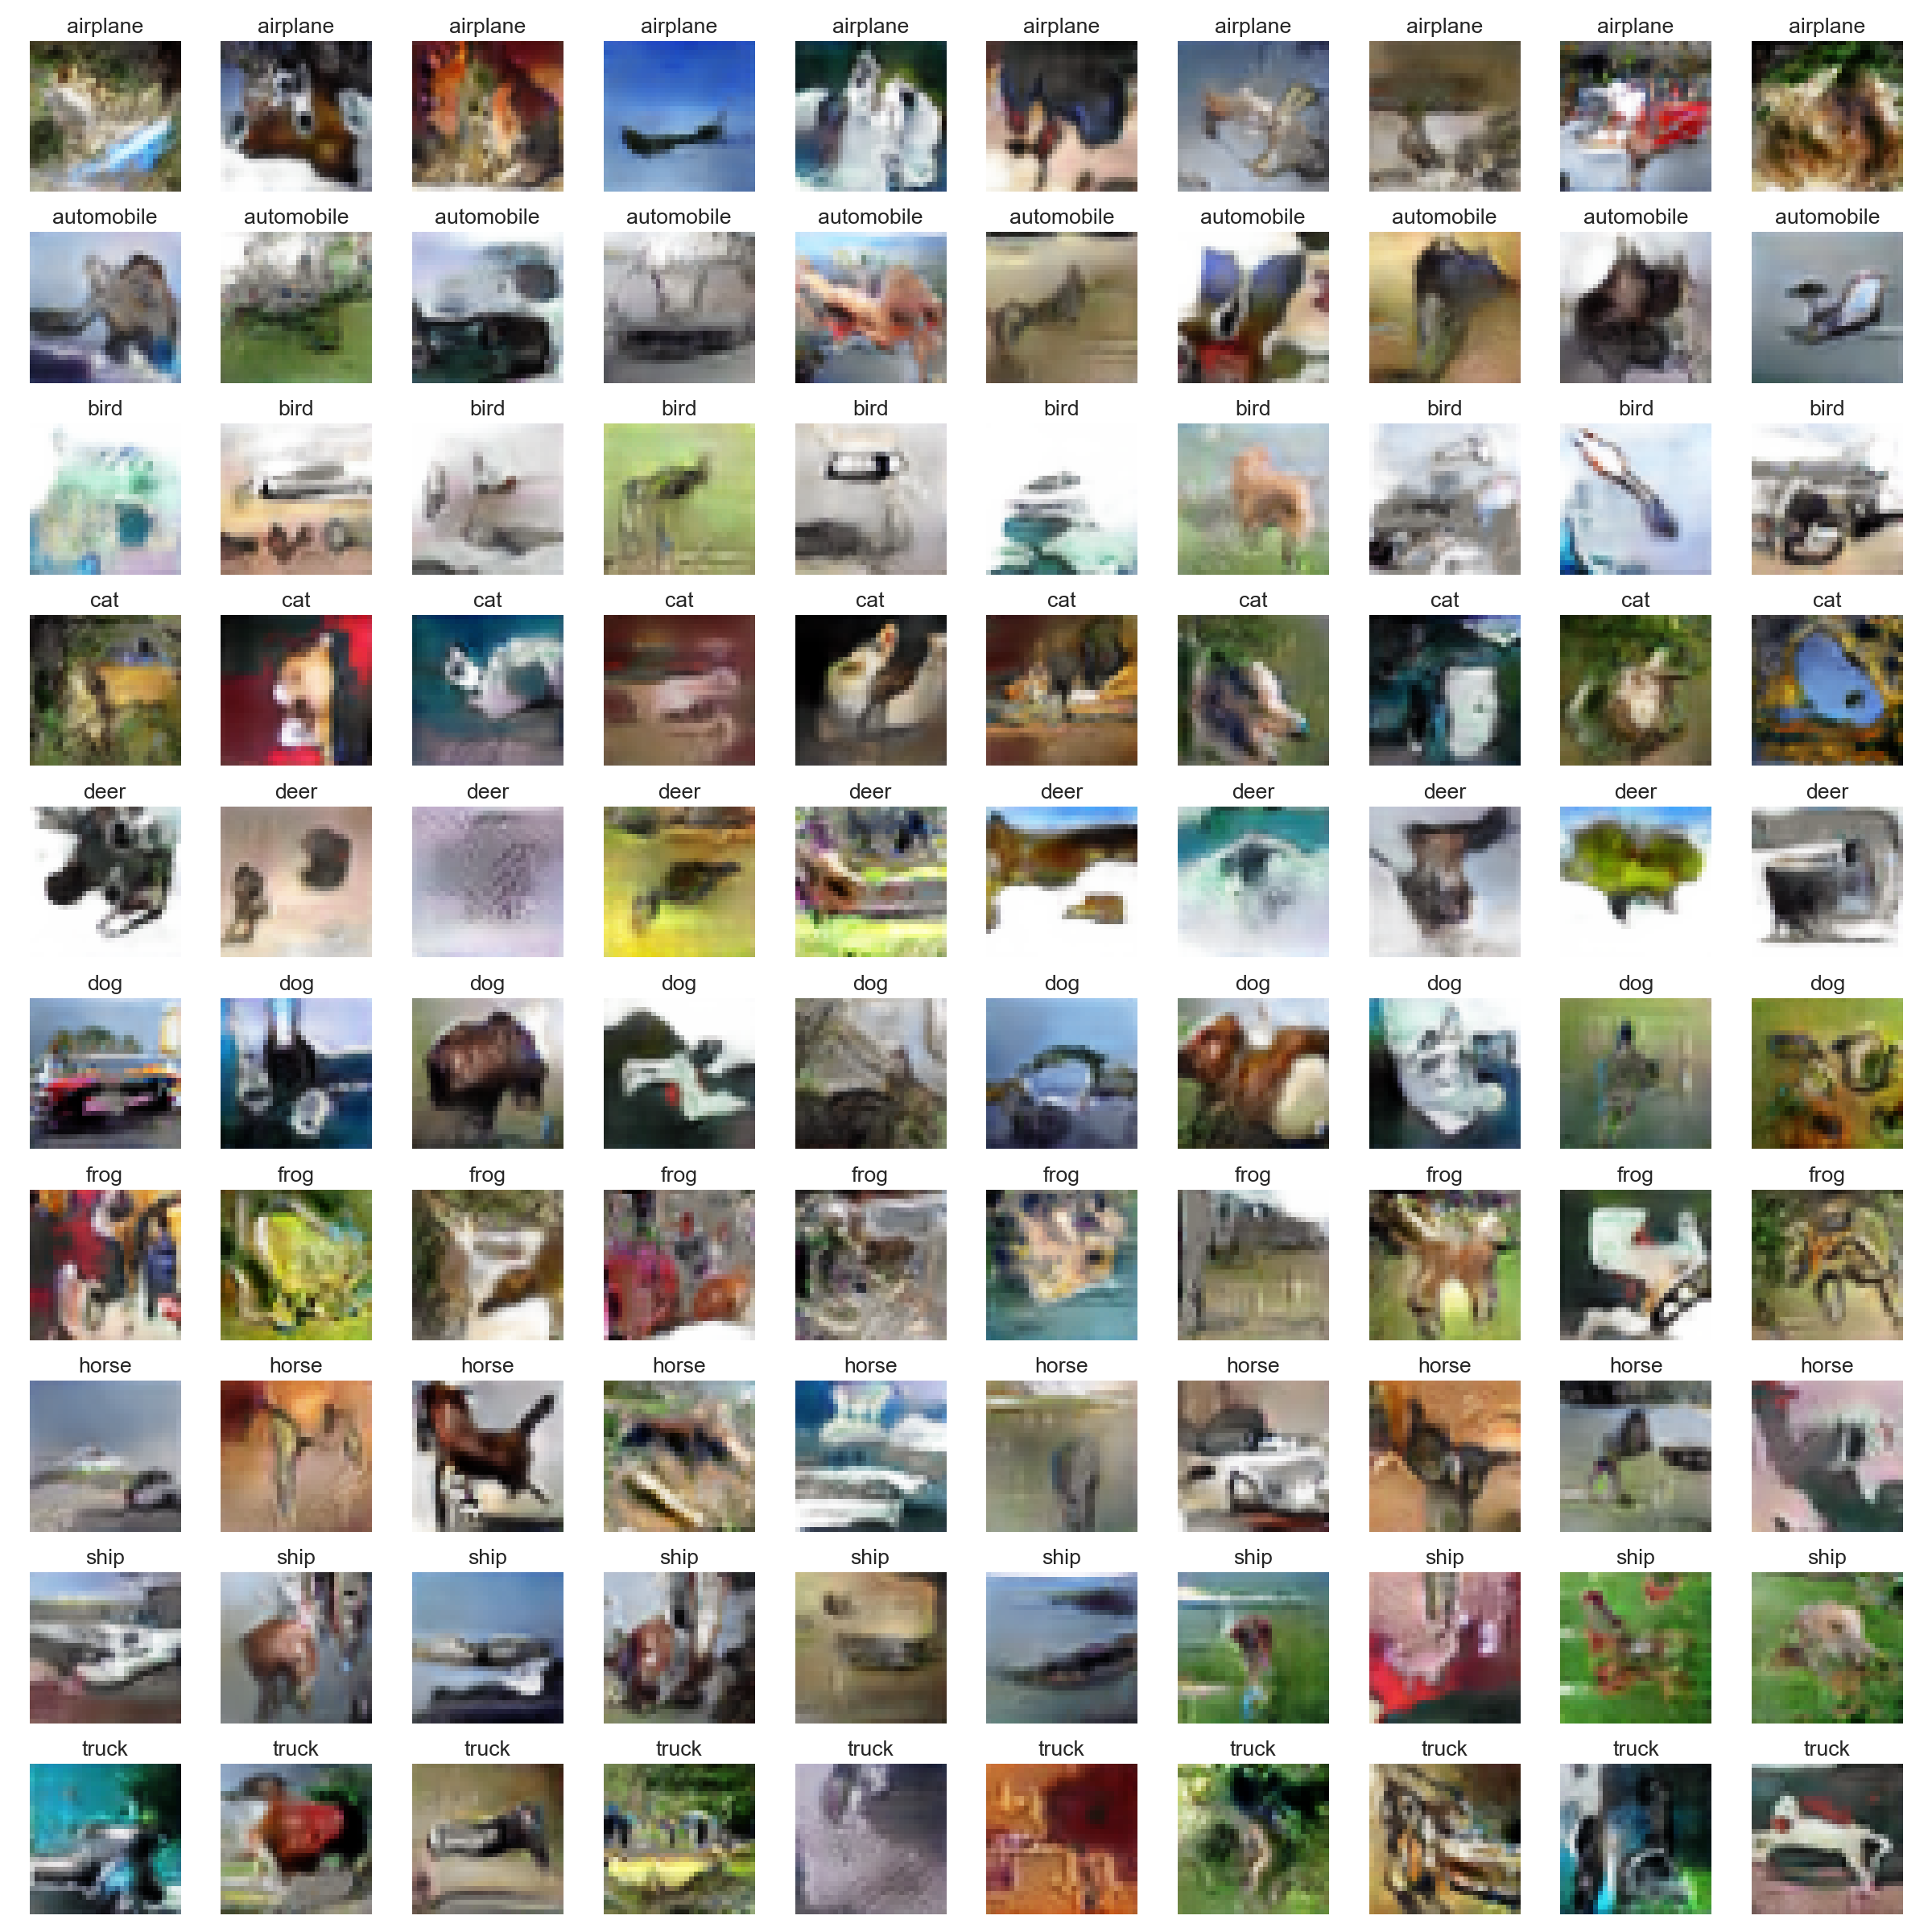 airplane airplane airplane airplane airplane airplane airplane airplane airplane airplane
automobile automobile automobile automobile automobile automobile automobile automobile automobile automobile
bird bird bird bird bird bird bird bird bird bird
cat cat cat cat cat cat cat cat cat cat
deer deer deer deer deer deer deer deer deer deer
dog dog dog dog dog dog dog dog dog dog
frog frog frog frog frog frog frog frog frog frog
horse horse horse horse horse horse horse horse horse horse
ship ship ship ship ship ship ship ship ship ship
truck truck truck truck truck truck truck truck truck truck